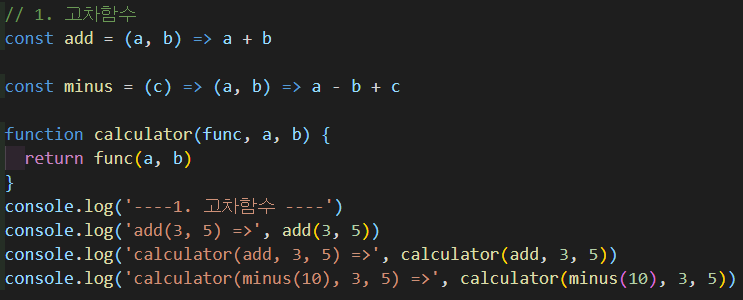 // 1. 고차함수
const add = (a, b) => a + b
const minus = (c) => (a, b) => a - b + c
function calculator(func, a, b) {
return func(a, b)
}
console.log('----1. 고차함수 ----')
console.log('add(3, 5) =>', add(3, 5))
console.log('calculator(add, 3, 5) =>', calculator(add, 3, 5))
console.log('calculator(minus(10), 3, 5) =>', calculator(minus(10), 3, 5))